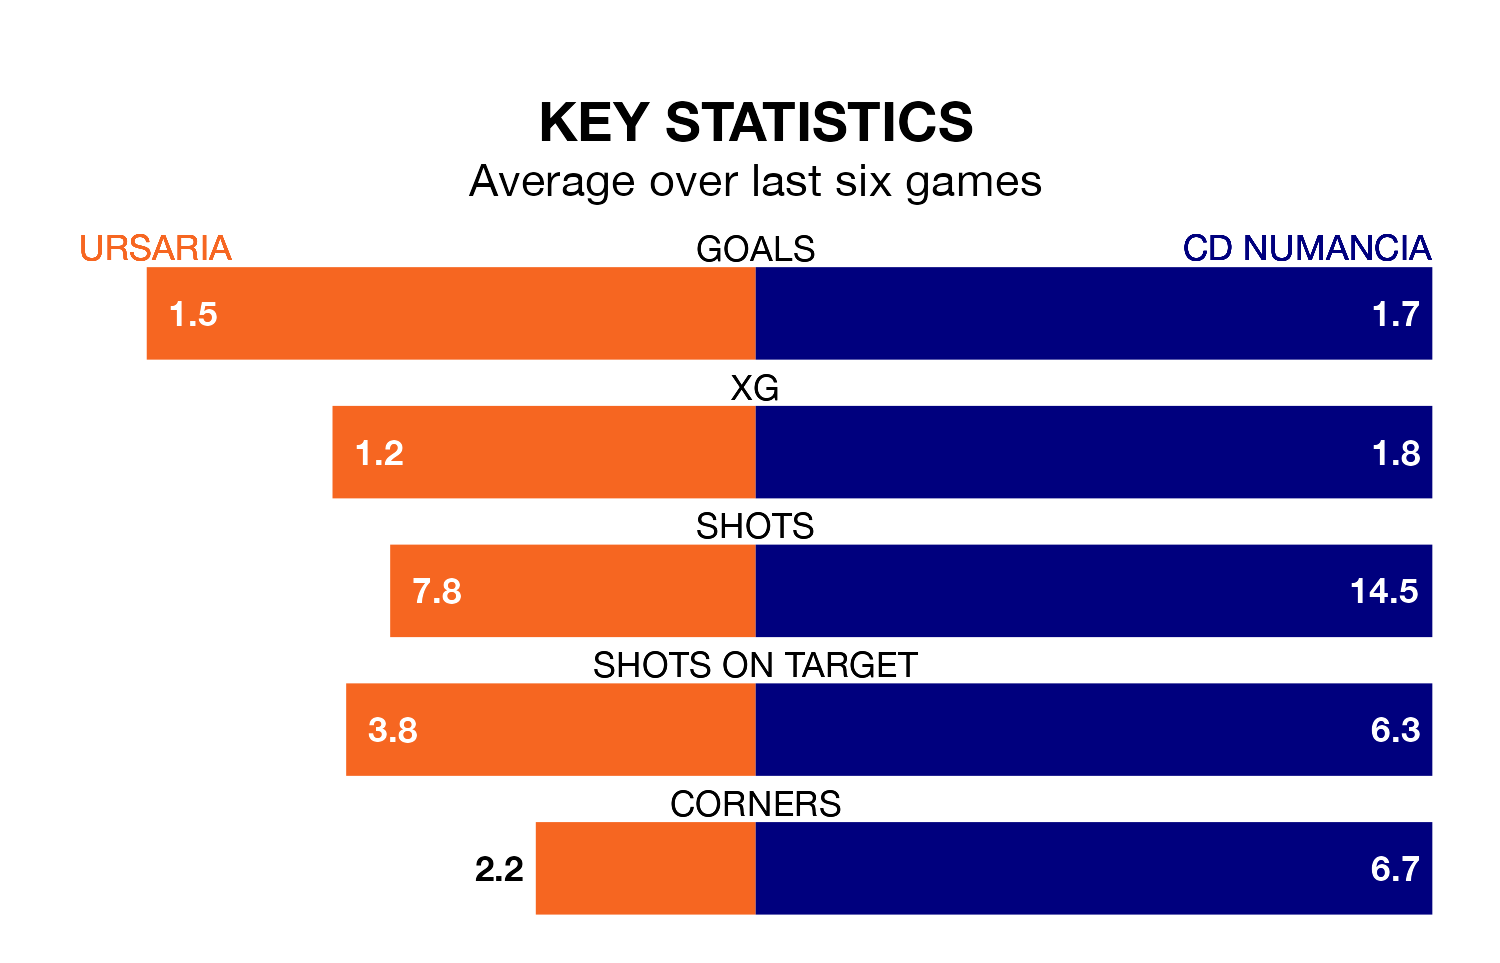 KEY STATISTICS
Average over last six games
URSARIA GOALS CD NUMANCIA
1.5 1.7
XG
1.2 1.8
SHOTS
7.8 14.5
SHOTS ON TARGET
3.8 6.3
CORNERS
2.2 6.7